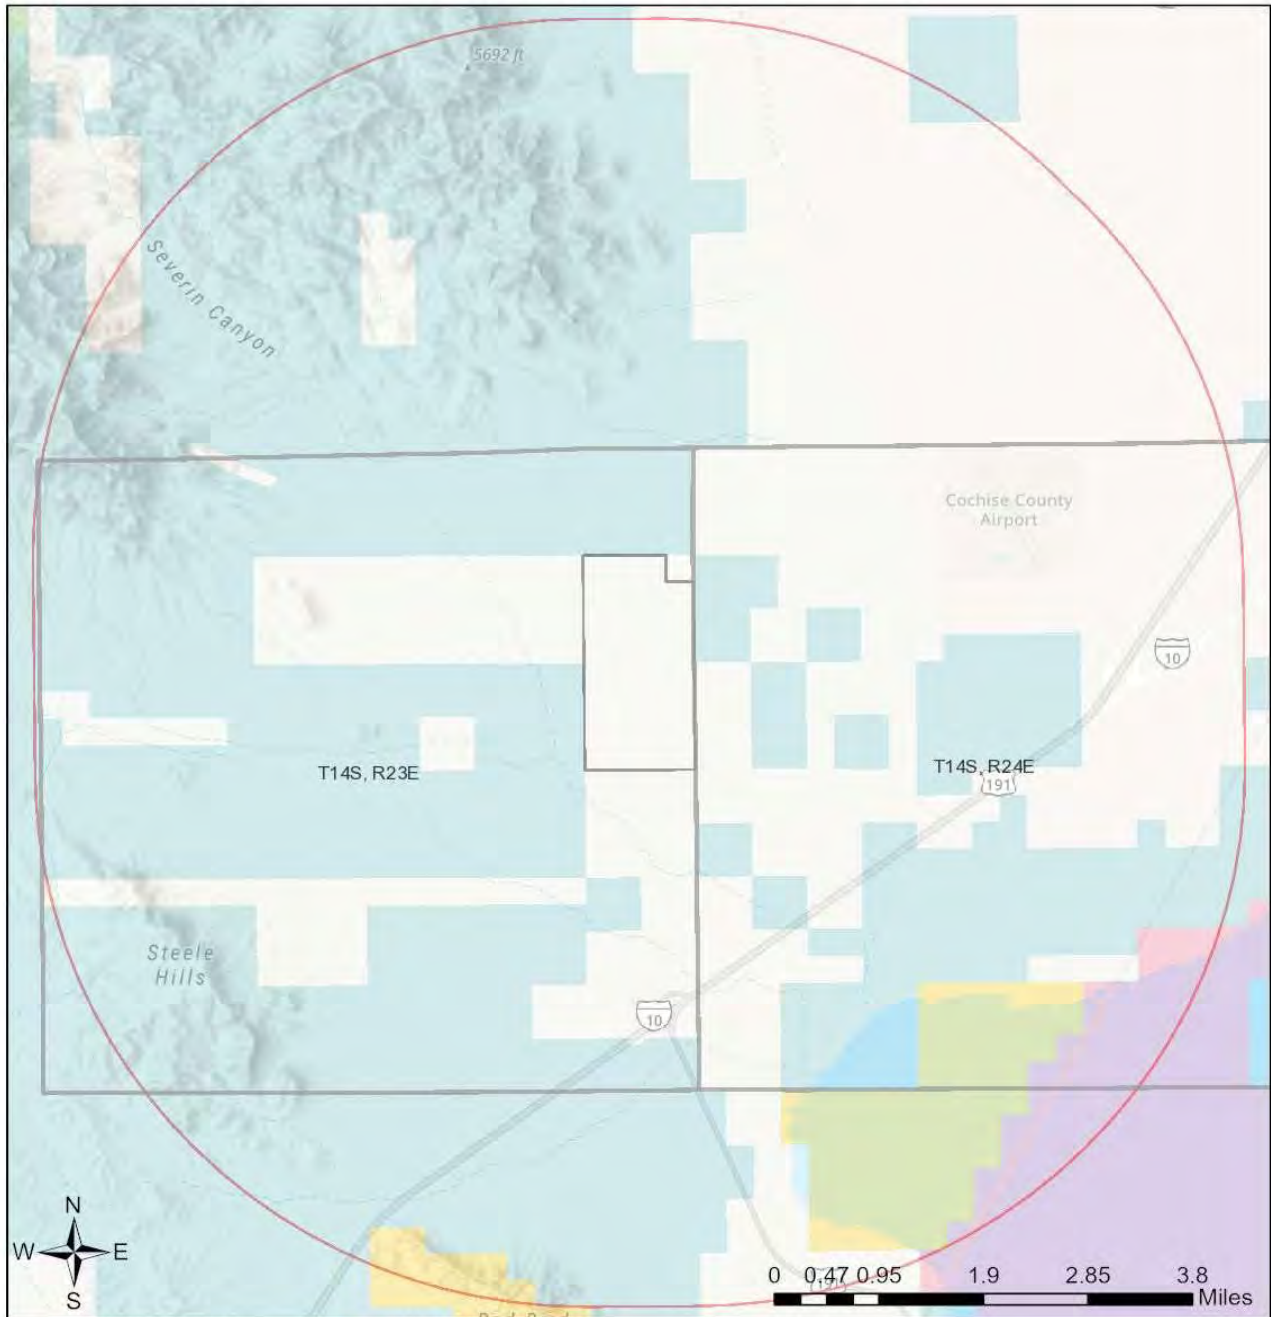 5692 ft
Severin Canyon
Cochise County
Airport
10
T14S, R23E
T14S, R24E
191
Steele
Hills
10
N
W E
S
0 0.47 0.95 1.9 2.85 3.8
Miles
191